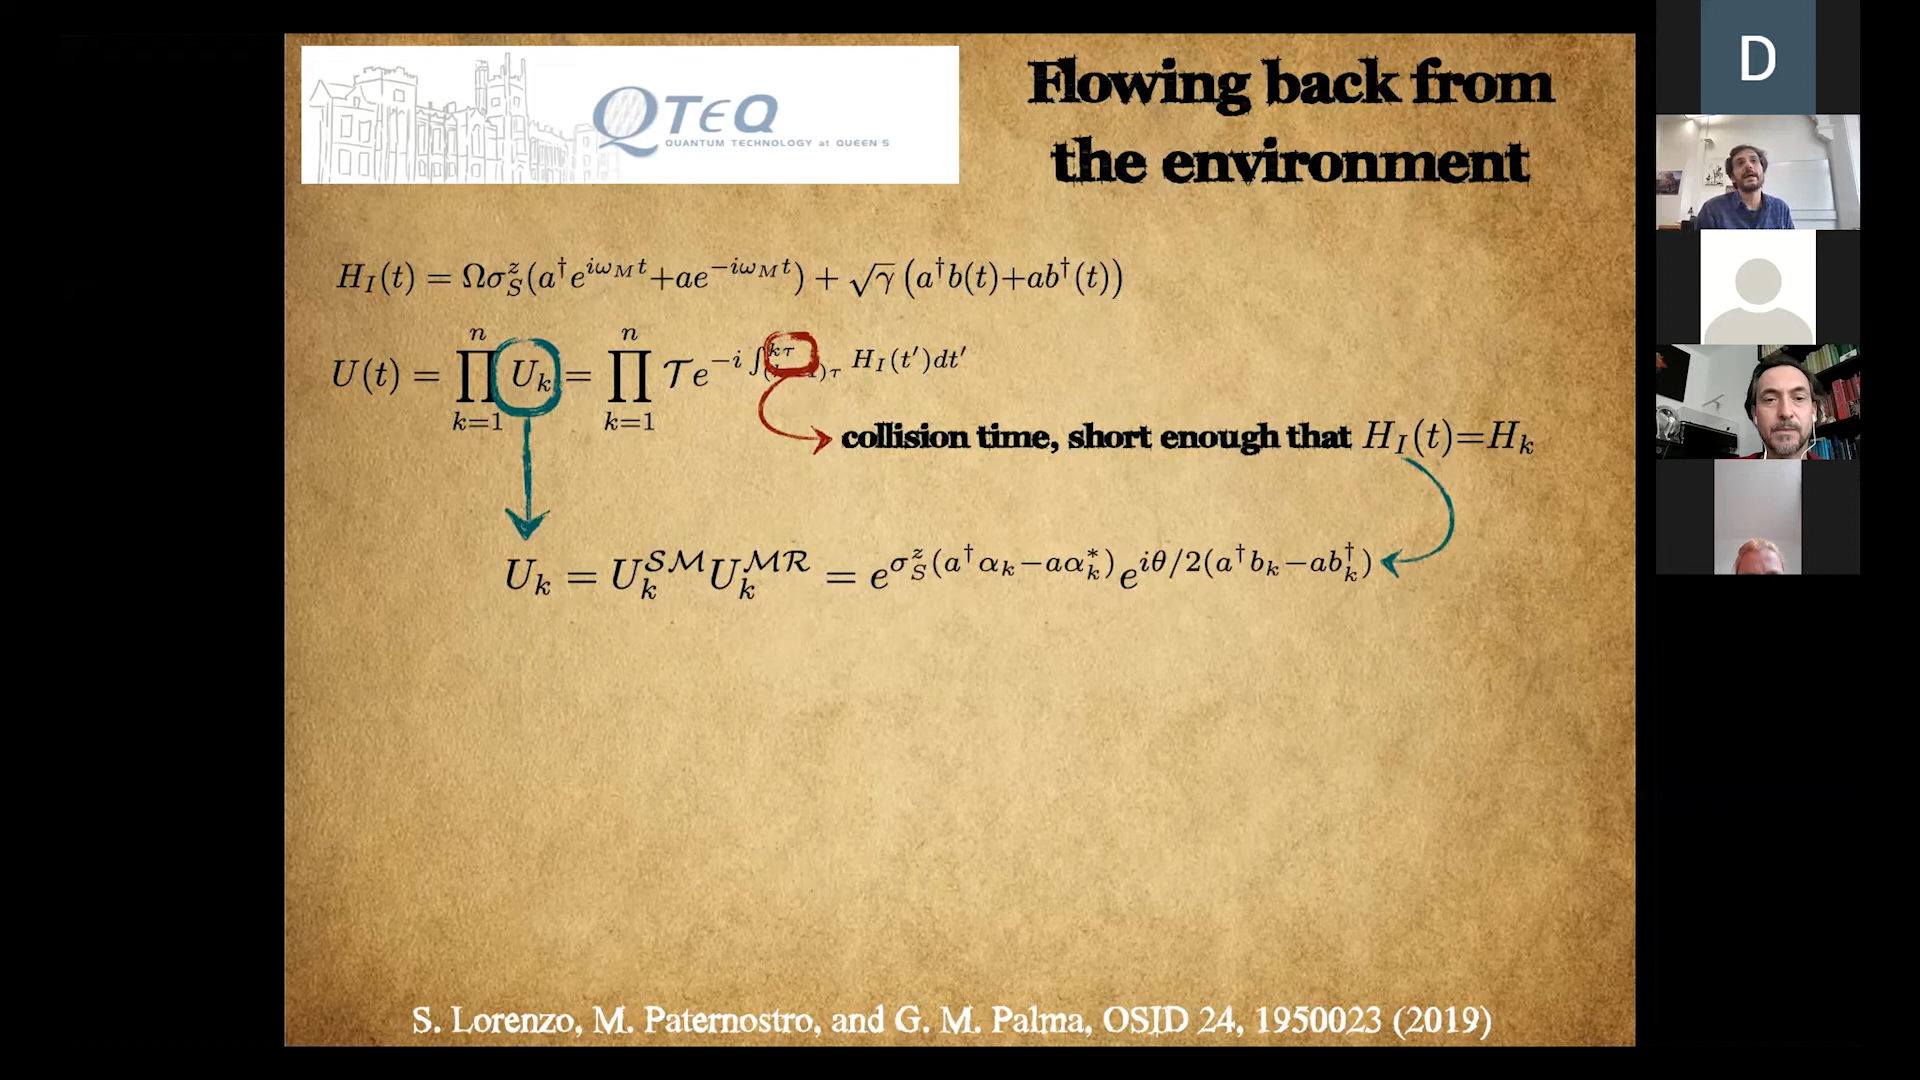 QTEQ
QUANTUM TECHNOLOGY at QUEEN'S
Flowing back from
the environment
H_I(t) = Ωσ_S^z(a†e^{iω_M t}+ae^{−iω_M t}) + √γ (a†b(t)+ab†(t))
U(t) = ∏_{k=1}^{n} U_k = ∏_{k=1}^{n} 𝒯e^{−i ∫^{kτ} H_I(t′)dt′}
collision time, short enough that H_I(t)=H_k
U_k = U_k^{𝒮ℳ}U_k^{ℳℛ} = e^{σ_S^z(a†α_k−aα_k^*)}e^{iθ/2(a†b_k−ab_k^†)}
S. Lorenzo, M. Paternostro, and G. M. Palma, OSID 24, 1950023 (2019)
D